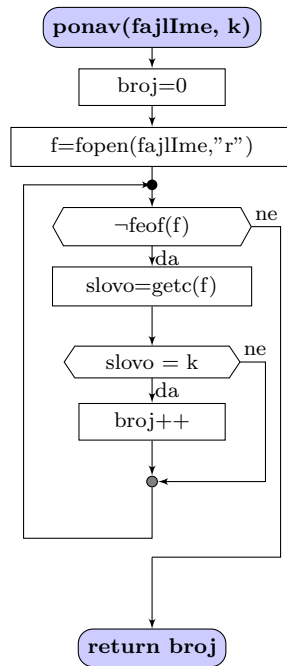 ponav(fajlIme, k)
broj=0
f=fopen(fajlIme,"r")
¬feof(f)
ne
da
slovo=getc(f)
slovo = k
ne
da
broj++
return broj